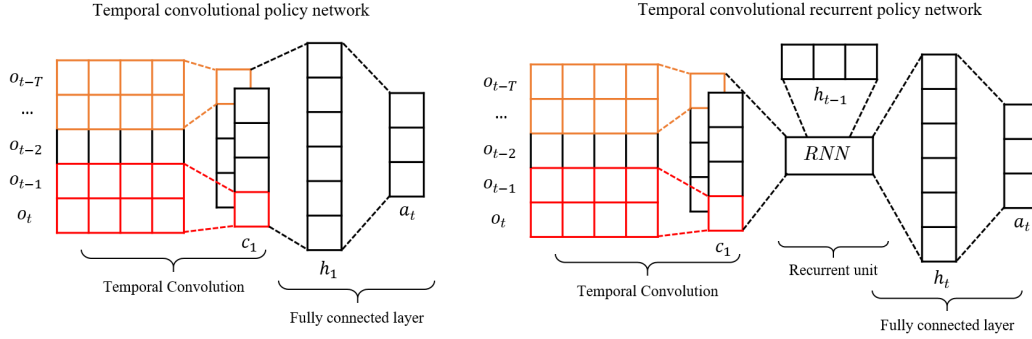 Temporal convolutional policy network
o_{t-T}
...
o_{t-2}
o_{t-1}
o_t
c_1
h_1
a_t
Temporal Convolution
Fully connected layer
Temporal convolutional recurrent policy network
o_{t-T}
...
o_{t-2}
o_{t-1}
o_t
c_1
h_{t-1}
RNN
h_t
a_t
Temporal Convolution
Recurrent unit
Fully connected layer